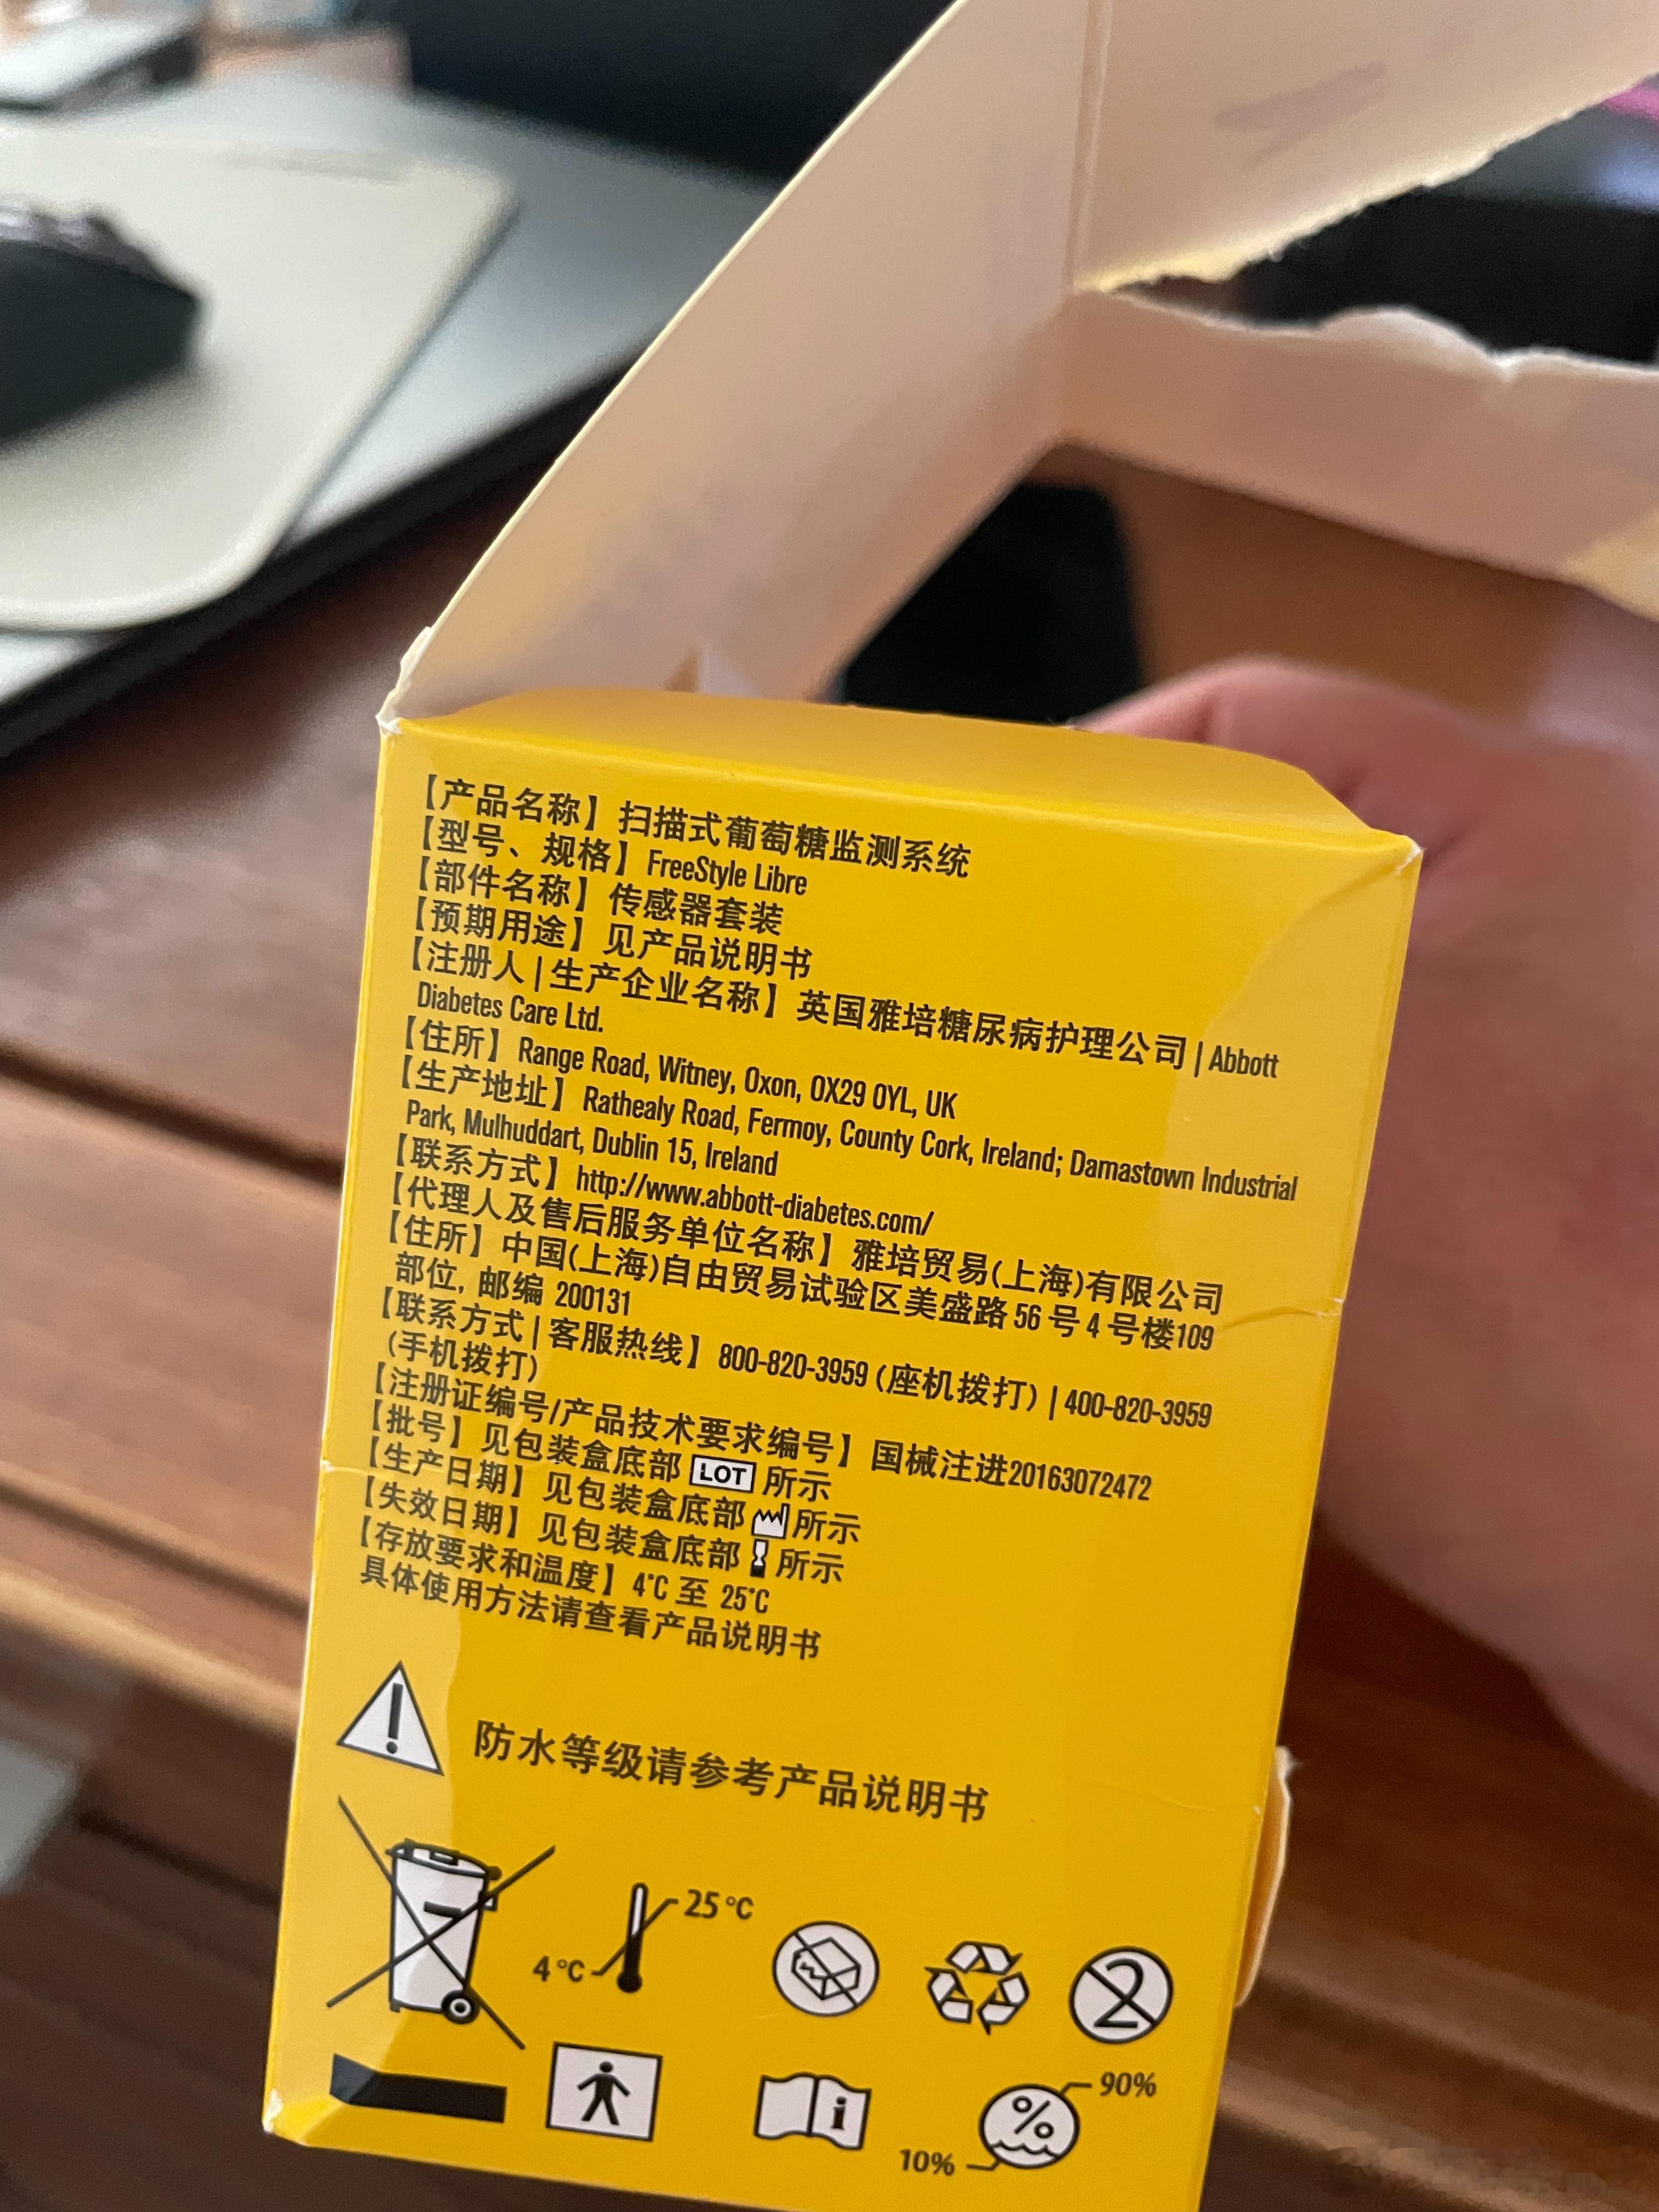 【产品名称】扫描式葡萄糖监测系统
【型号、规格】FreeStyle Libre
【部件名称】传感器套装
【预期用途】见产品说明书
【注册人|生产企业名称】英国雅培糖尿病护理公司|Abbott
Diabetes Care Ltd.
【住所】Range Road, Witney, Oxon, OX29 0YL, UK
【生产地址】Rathealy Road, Fermoy, County Cork, Ireland; Damastown Industrial
Park, Mulhuddart, Dublin 15, Ireland
【联系方式】http://www.abbott-diabetes.com/
【代理人及售后服务单位名称】雅培贸易(上海)有限公司
【住所】中国(上海)自由贸易试验区美盛路 56 号 4 号楼109
部位, 邮编 200131
【联系方式|客服热线】800-820-3959 (座机拨打) | 400-820-3959
(手机拨打)
【注册证编号/产品技术要求编号】国械注进20163072472
【批号】见包装盒底部 LOT 所示
【生产日期】见包装盒底部 所示
【失效日期】见包装盒底部 所示
【存放要求和温度】4°C 至 25°C
具体使用方法请查看产品说明书
防水等级请参考产品说明书
25°C
4°C
2
90%
%
10%